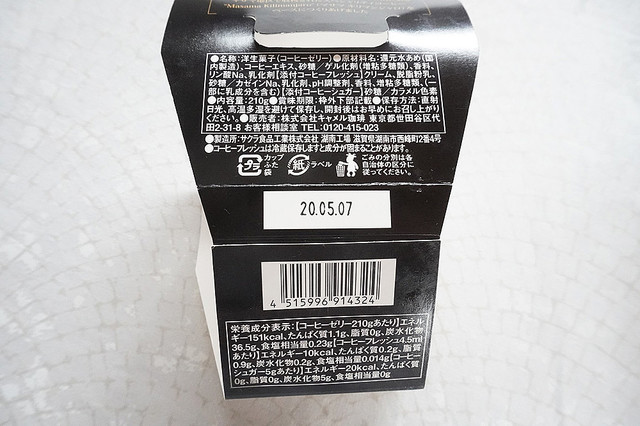 "Masama Kilimanjaro"
●名称:洋生菓子(コーヒーゼリー)●原材料名:還元水あめ(国
内製造)、コーヒーエキス、砂糖/ゲル化剤(増粘多糖類)、香料、
リン酸Na、乳化剤【添付コーヒーフレッシュ】クリーム、脱脂粉乳、
砂糖/カゼインNa、乳化剤、pH調整剤、香料、増粘多糖類、(一
部に乳成分を含む)【添付コーヒーシュガー】砂糖/カラメル色素
●内容量:210g●賞味期限:枠外下部記載●保存方法:直射
日光、高温多湿を避けて保存し、開封後はお早めにお召し上がり
ください。●販売者:株式会社キャメル珈琲 東京都世田谷区代
田2-31-8 お客様相談室 TEL:0120-415-023
●製造所:サクラ食品工業株式会社 湖南工場 滋賀県湖南市西峰町2番4号
●コーヒーフレッシュは冷蔵保存しますと成分が固まることがあります。
プラ
カップ
ふた
袋
紙
ラベル
ごみの分別は各
自治体の区分に
従ってください。
20.05.07
4 515996 914324
栄養成分表示:【コーヒーゼリー210gあたり】エネル
ギー151kcal、たんぱく質1.1g、脂質0g、炭水化物
36.5g、食塩相当量0.23g【コーヒーフレッシュ4.5ml
あたり】エネルギー10kcal、たんぱく質0.2g、脂質
0.9g、炭水化物0.2g、食塩相当量0.014g【コーヒー
シュガー5gあたり】エネルギー20kcal、たんぱく質
0g、脂質0g、炭水化物5g、食塩相当量0g